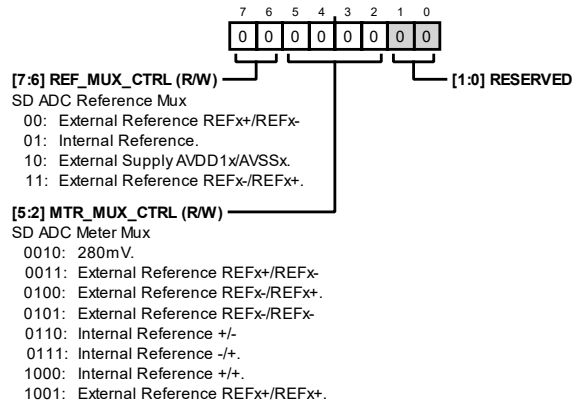 7 6 5 4 3 2 1 0
0 0 0 0 0 0 0 0
[7:6] REF_MUX_CTRL (R/W)
[1:0] RESERVED
SD ADC Reference Mux
00: External Reference REFx+/REFx-
01: Internal Reference.
10: External Supply AVDD1x/AVSSx.
11: External Reference REFx-/REFx+.
[5:2] MTR_MUX_CTRL (R/W)
SD ADC Meter Mux
0010: 280mV.
0011: External Reference REFx+/REFx-
0100: External Reference REFx-/REFx+.
0101: External Reference REFx-/REFx-
0110: Internal Reference +/-
0111: Internal Reference -/+.
1000: Internal Reference +/+.
1001: External Reference REFx+/REFx+.